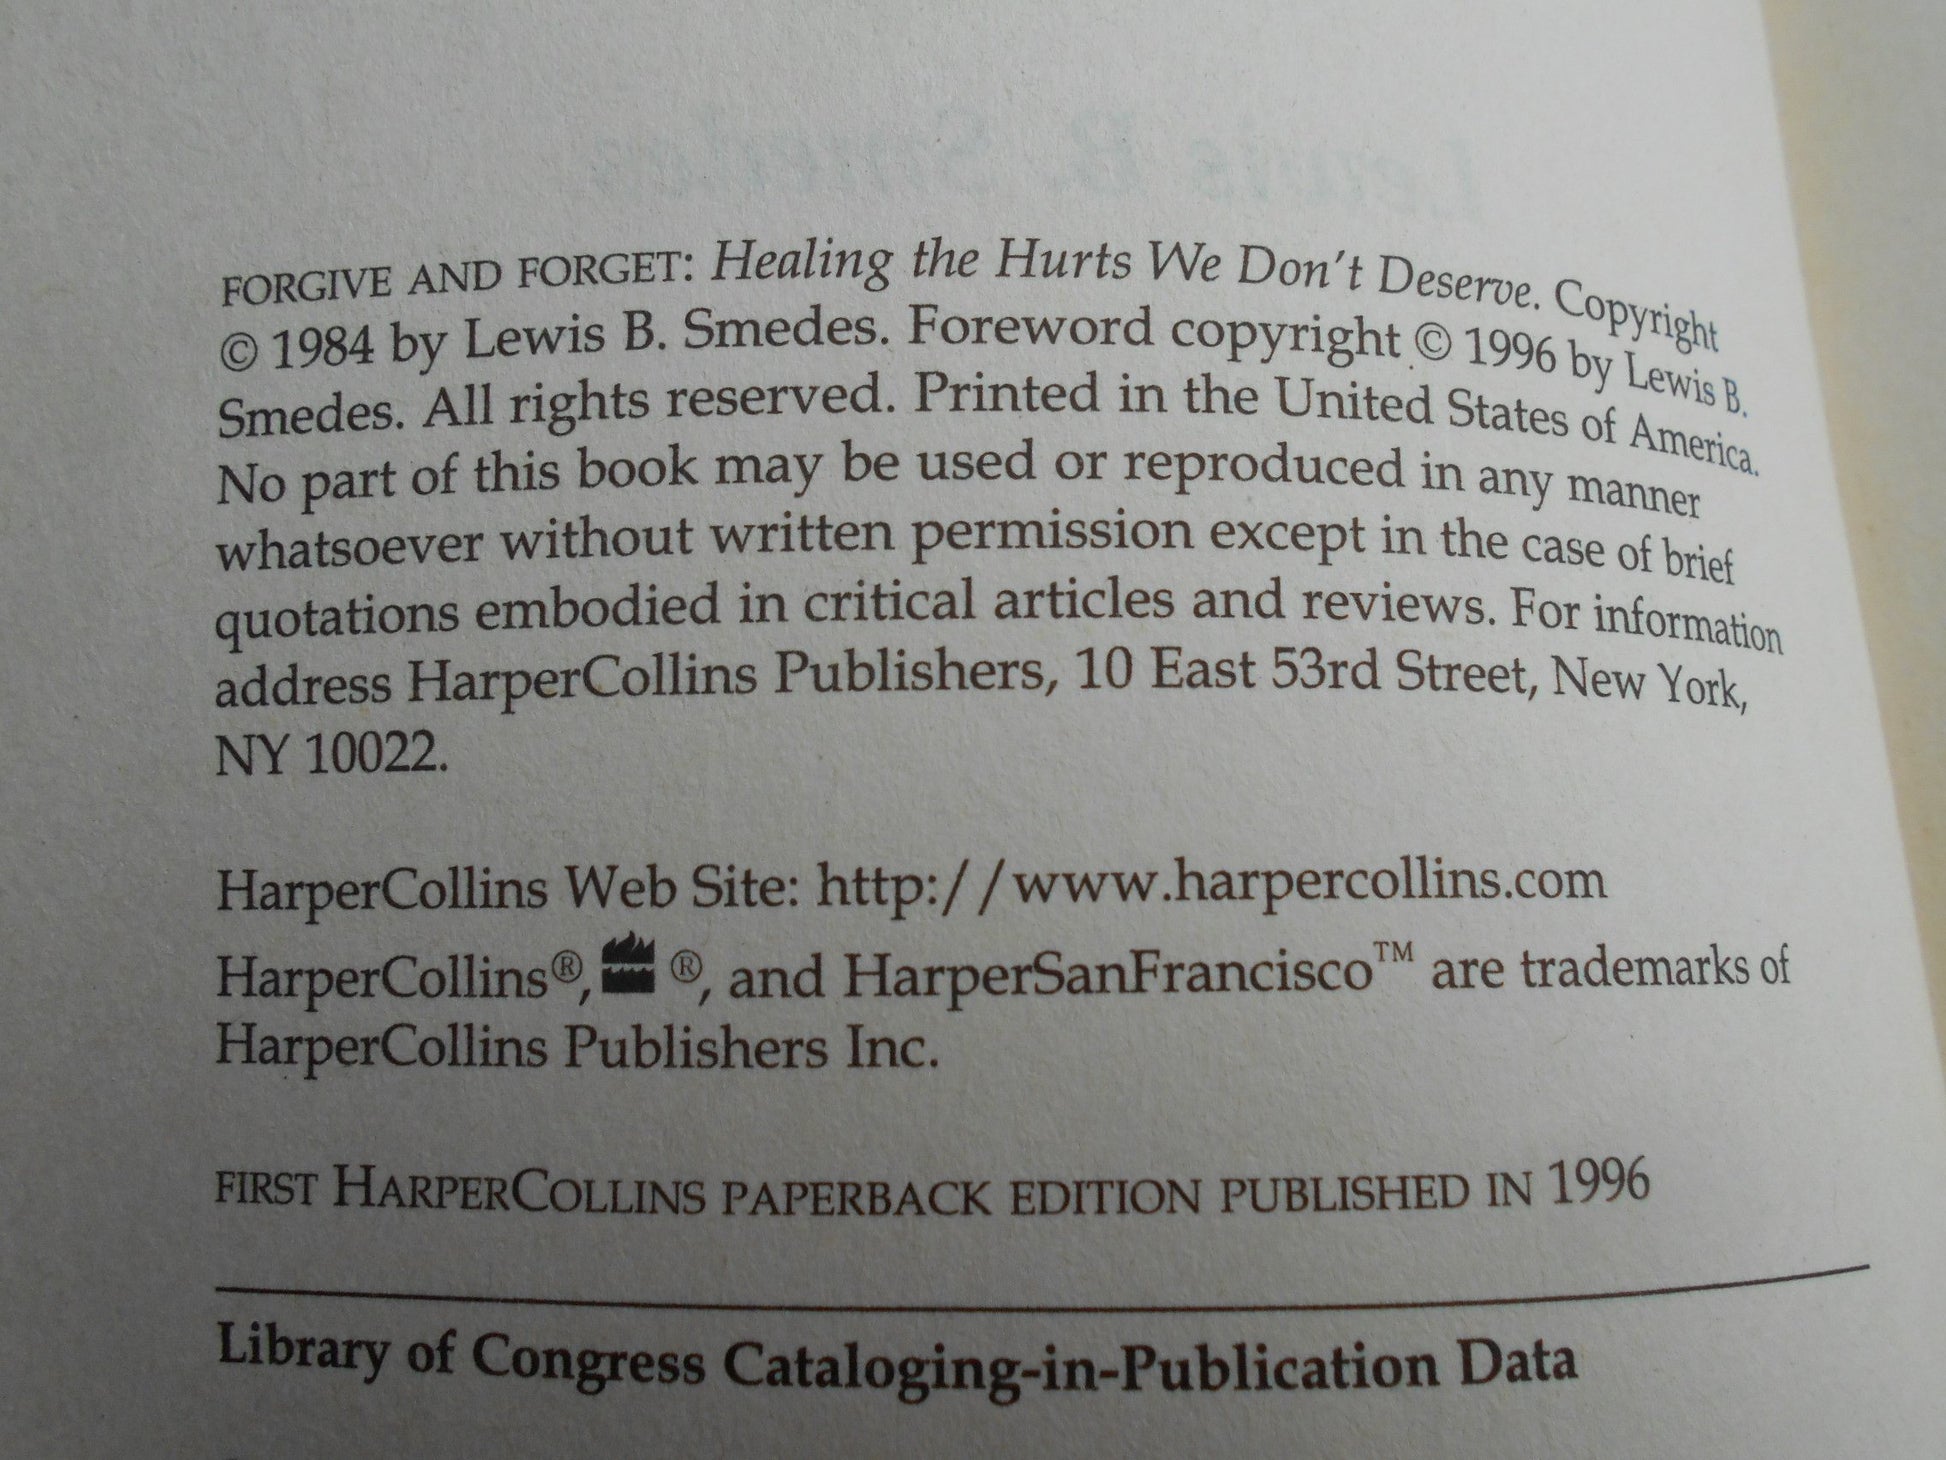 Lewis B. Smedes
FORGIVE AND FORGET: Healing the Hurts We Don't Deserve. Copyright
© 1984 by Lewis B. Smedes. Foreword copyright © 1996 by Lewis B.
Smedes. All rights reserved. Printed in the United States of America.
No part of this book may be used or reproduced in any manner
whatsoever without written permission except in the case of brief
quotations embodied in critical articles and reviews. For information
address HarperCollins Publishers, 10 East 53rd Street, New York,
NY 10022.
HarperCollins Web Site: http://www.harpercollins.com
HarperCollins®, ®, and HarperSanFrancisco™ are trademarks of
HarperCollins Publishers Inc.
FIRST HARPERCOLLINS PAPERBACK EDITION PUBLISHED IN 1996
Library of Congress Cataloging-in-Publication Data